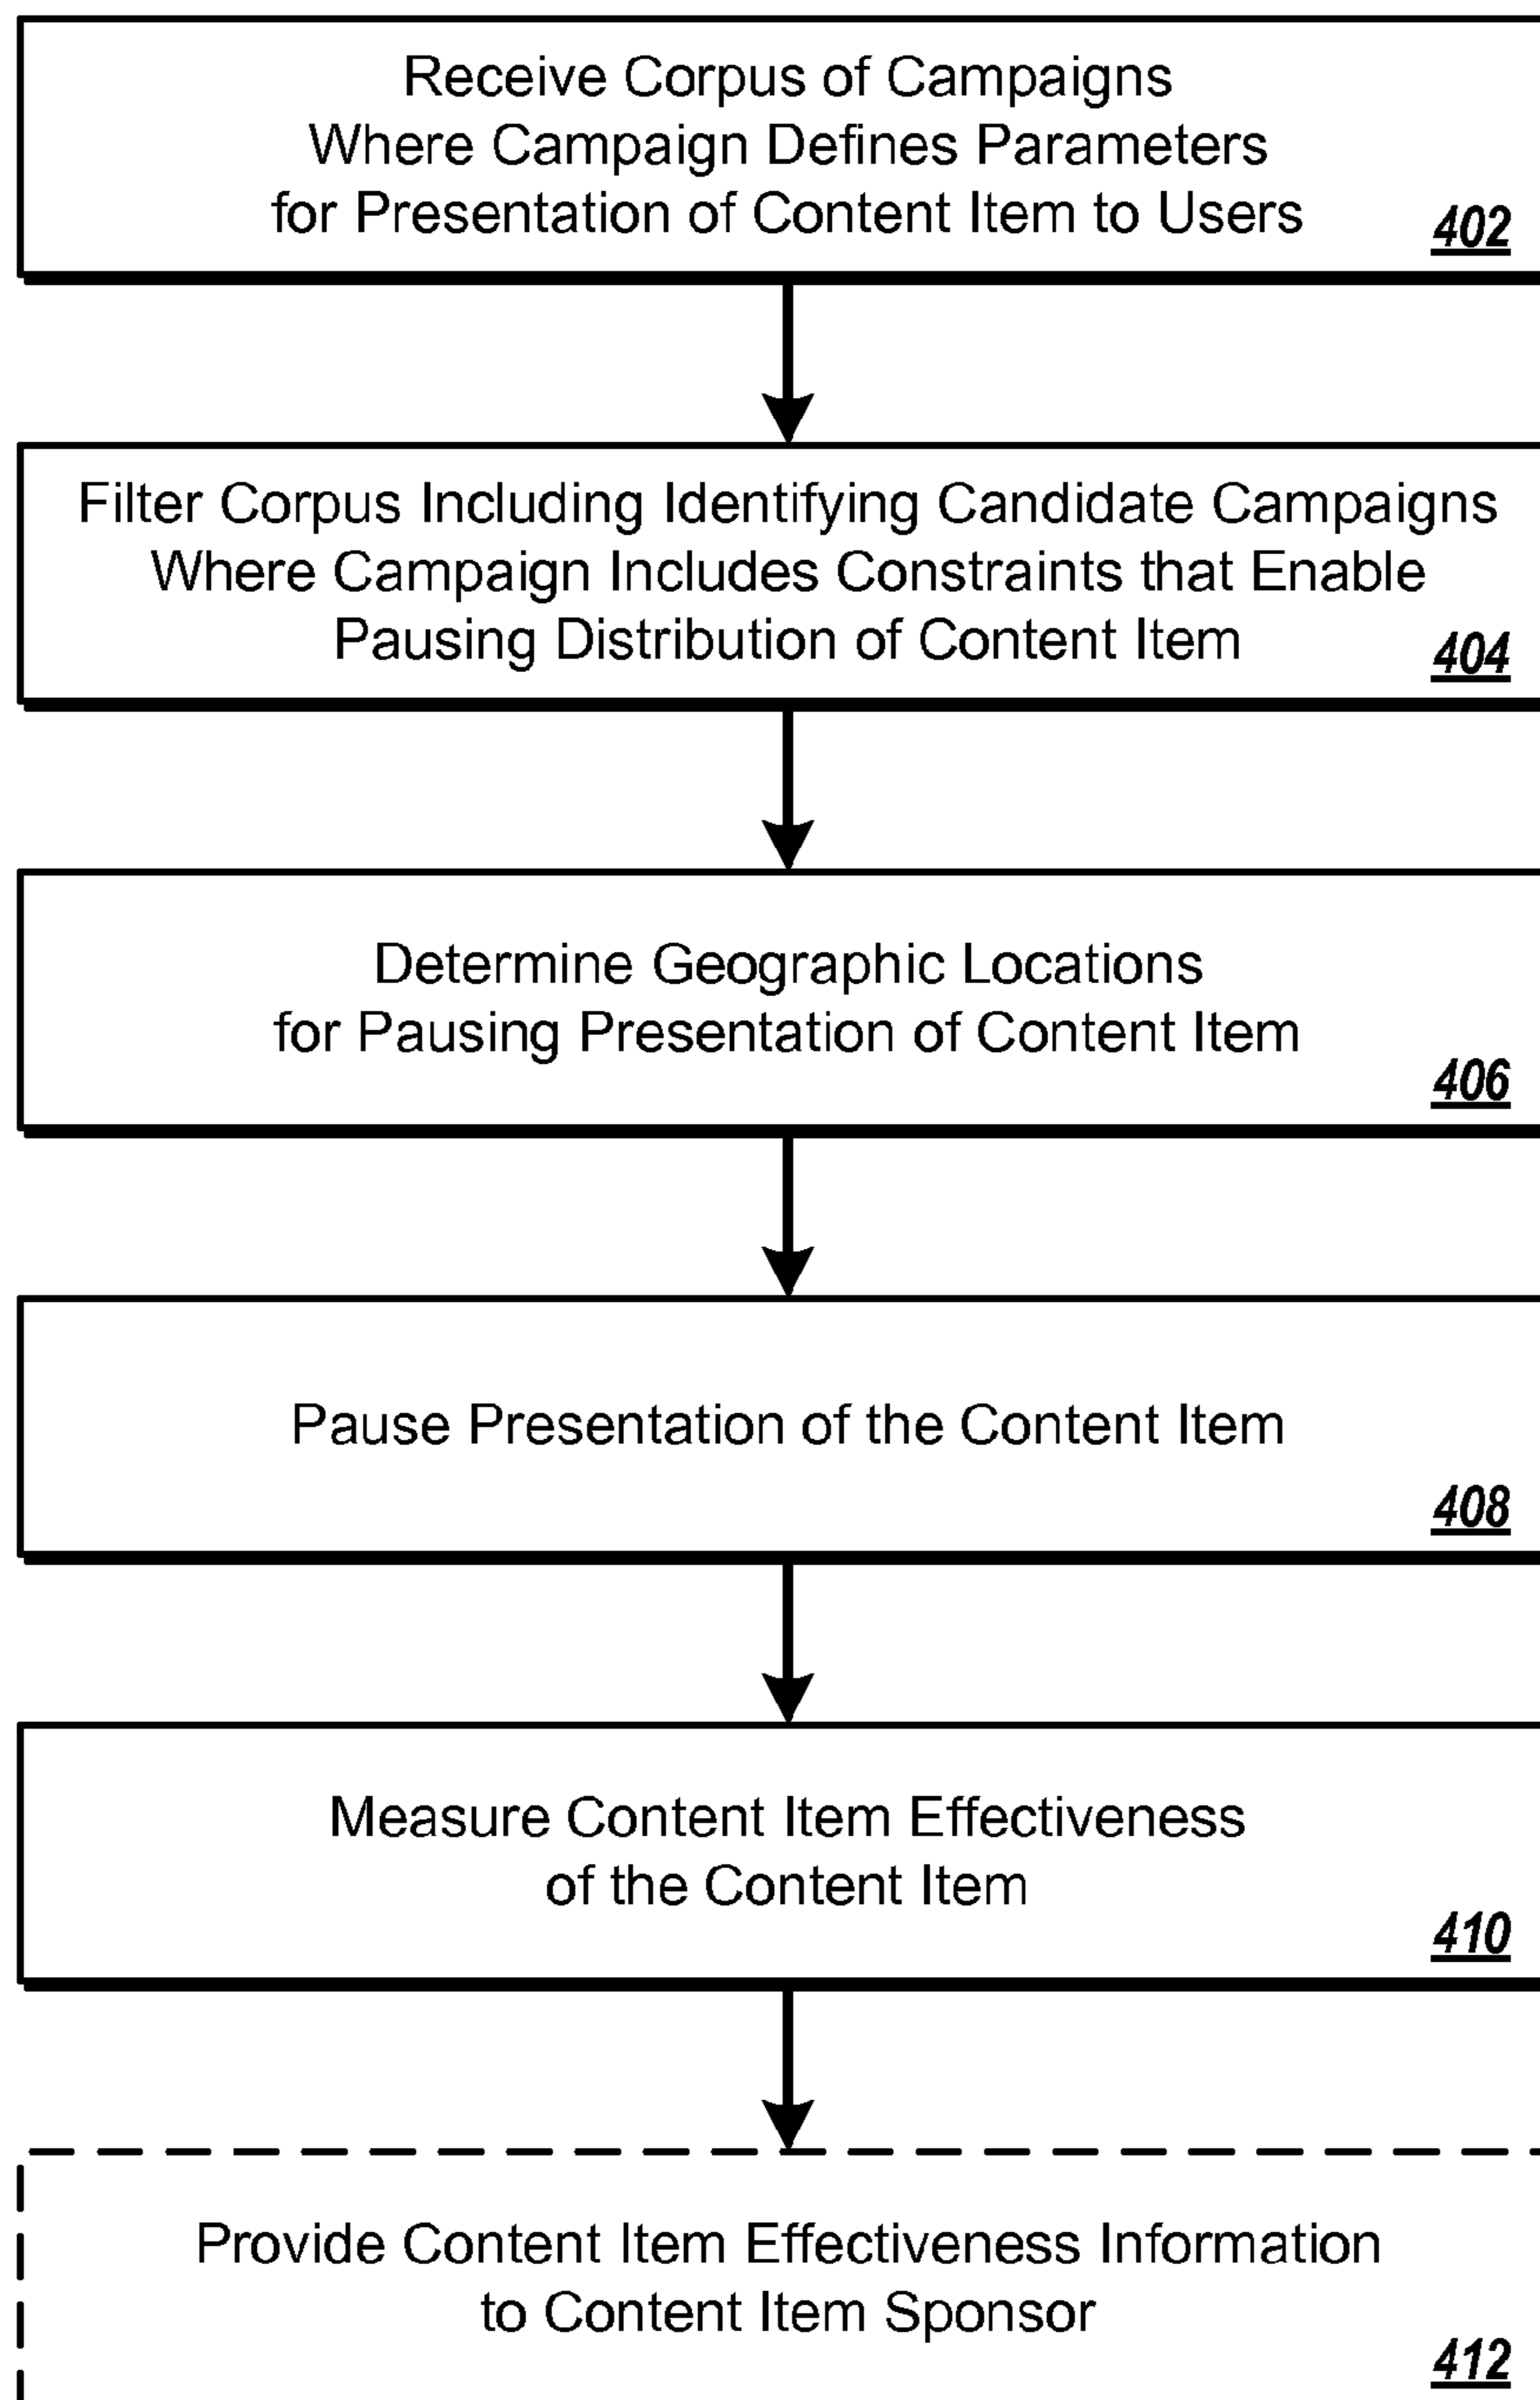 Receive Corpus of Campaigns
Where Campaign Defines Parameters
for Presentation of Content Item to Users
402
Filter Corpus Including Identifying Candidate Campaigns
Where Campaign Includes Constraints that Enable
Pausing Distribution of Content Item
404
Determine Geographic Locations
for Pausing Presentation of Content Item
406
Pause Presentation of the Content Item
408
Measure Content Item Effectiveness
of the Content Item
410
Provide Content Item Effectiveness Information
to Content Item Sponsor
412